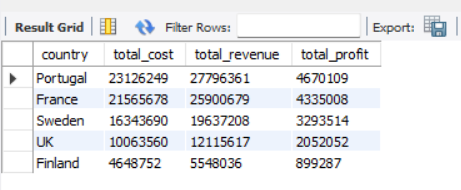 Result Grid Filter Rows: Export:
country total_cost total_revenue total_profit
Portugal 23126249 27796361 4670109
France 21565678 25900679 4335008
Sweden 16343690 19637208 3293514
UK 10063560 12115617 2052052
Finland 4648752 5548036 899287